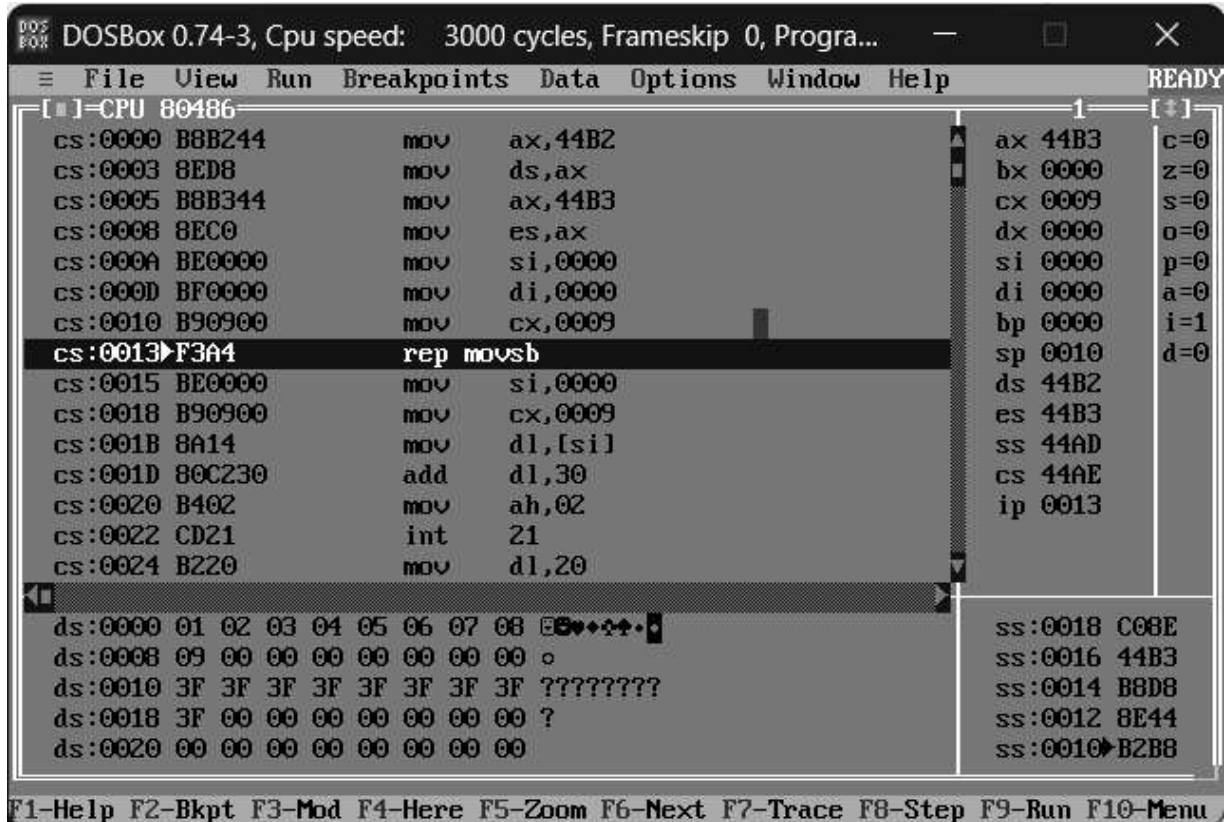 DOSBox 0.74-3, Cpu speed: 3000 cycles, Frameskip 0, Progra...
≡ File View Run Breakpoints Data Options Window Help READY
[■]=CPU 80486 1 [↕]
cs:0000 B8B244 mov ax,44B2 ax 44B3 c=0
cs:0003 8ED8 mov ds,ax bx 0000 z=0
cs:0005 B8B344 mov ax,44B3 cx 0009 s=0
cs:0008 8EC0 mov es,ax dx 0000 o=0
cs:000A BE0000 mov si,0000 si 0000 p=0
cs:000D BF0000 mov di,0000 di 0000 a=0
cs:0010 B90900 mov cx,0009 bp 0000 i=1
cs:0013►F3A4 rep movsb sp 0010 d=0
cs:0015 BE0000 mov si,0000 ds 44B2
cs:0018 B90900 mov cx,0009 es 44B3
cs:001B 8A14 mov dl,[si] ss 44AD
cs:001D 80C230 add dl,30 cs 44AE
cs:0020 B402 mov ah,02 ip 0013
cs:0022 CD21 int 21
cs:0024 B220 mov dl,20
ds:0000 01 02 03 04 05 06 07 08 ☺☻♥♦♣♠•◘ ss:0018 C08E
ds:0008 09 00 00 00 00 00 00 00 ○ ss:0016 44B3
ds:0010 3F 3F 3F 3F 3F 3F 3F 3F ???????? ss:0014 B8D8
ds:0018 3F 00 00 00 00 00 00 00 ? ss:0012 8E44
ds:0020 00 00 00 00 00 00 00 00 ss:0010►B2B8
F1-Help F2-Bkpt F3-Mod F4-Here F5-Zoom F6-Next F7-Trace F8-Step F9-Run F10-Menu